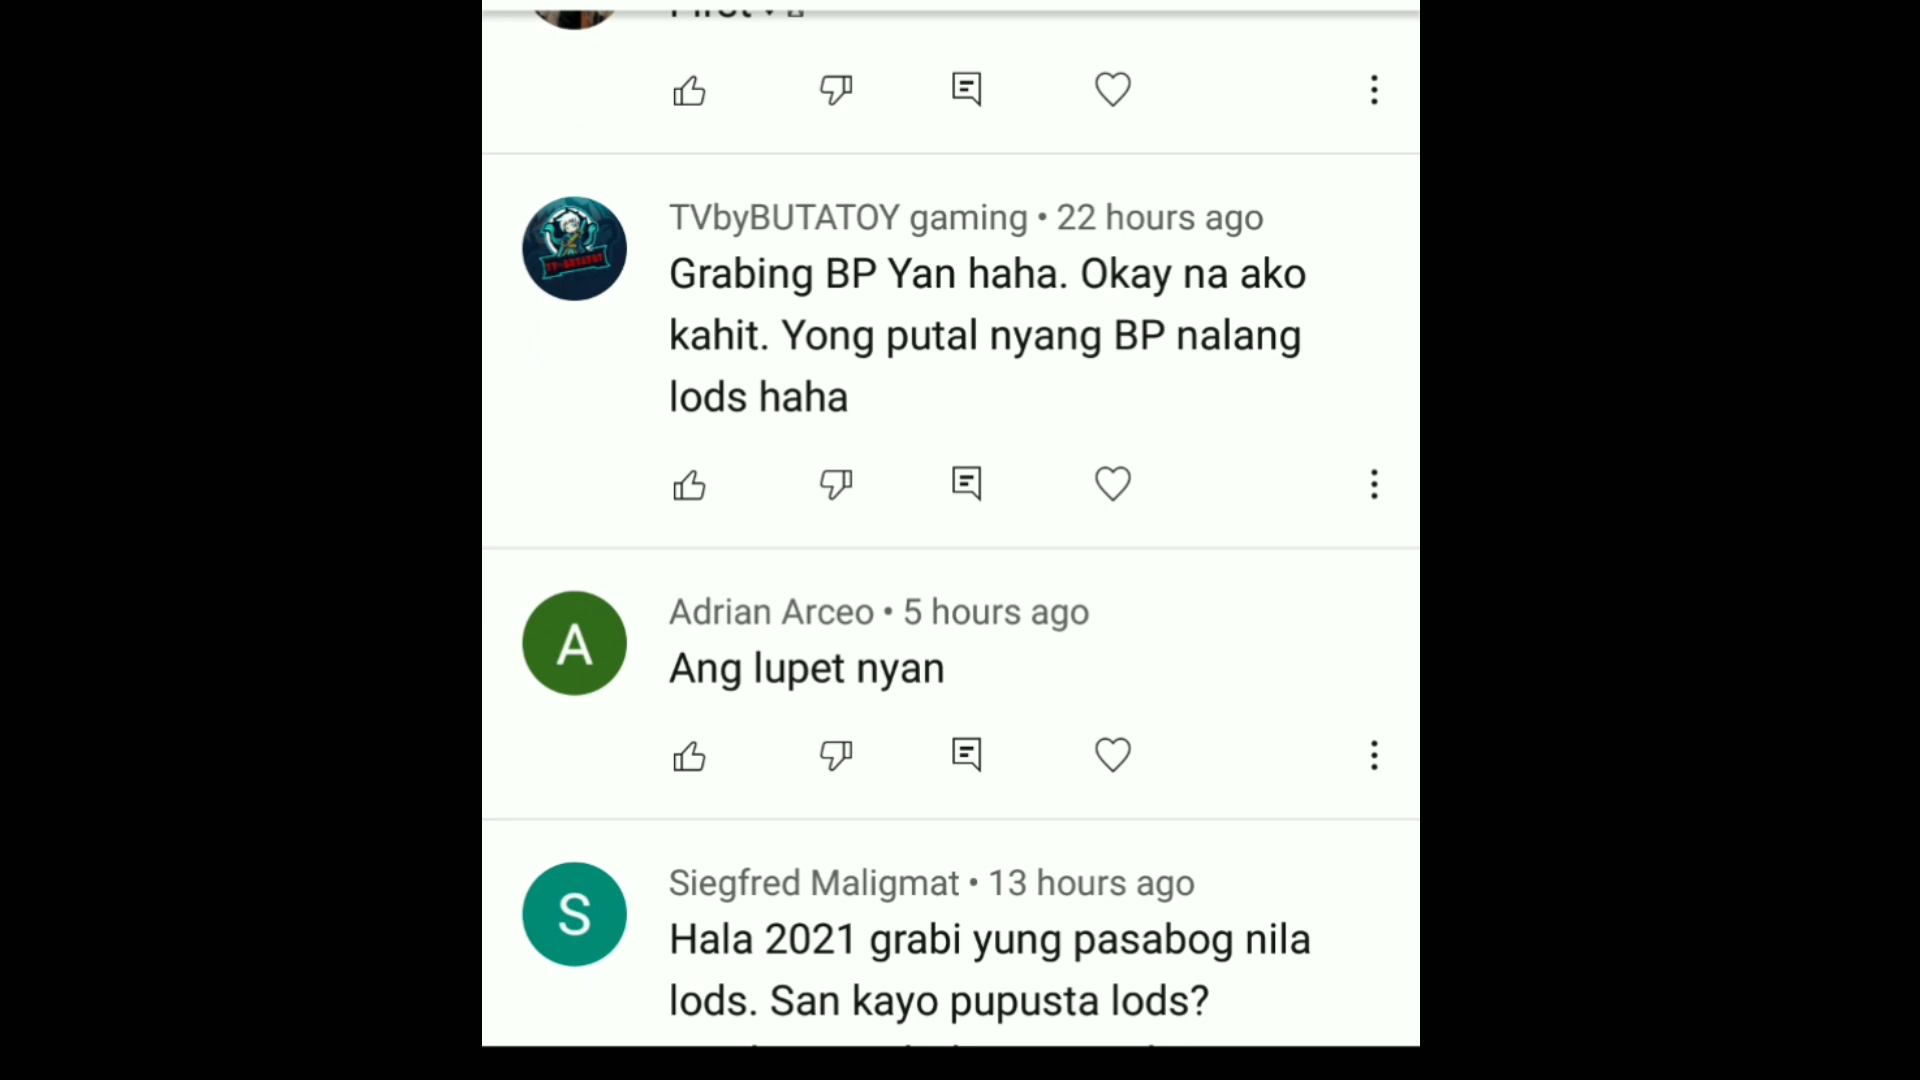 First
TVbyBUTATOY gaming • 22 hours ago
Grabing BP Yan haha. Okay na ako
kahit. Yong putal nyang BP nalang
lods haha
A
Adrian Arceo • 5 hours ago
Ang lupet nyan
S
Siegfred Maligmat • 13 hours ago
Hala 2021 grabi yung pasabog nila
lods. San kayo pupusta lods?